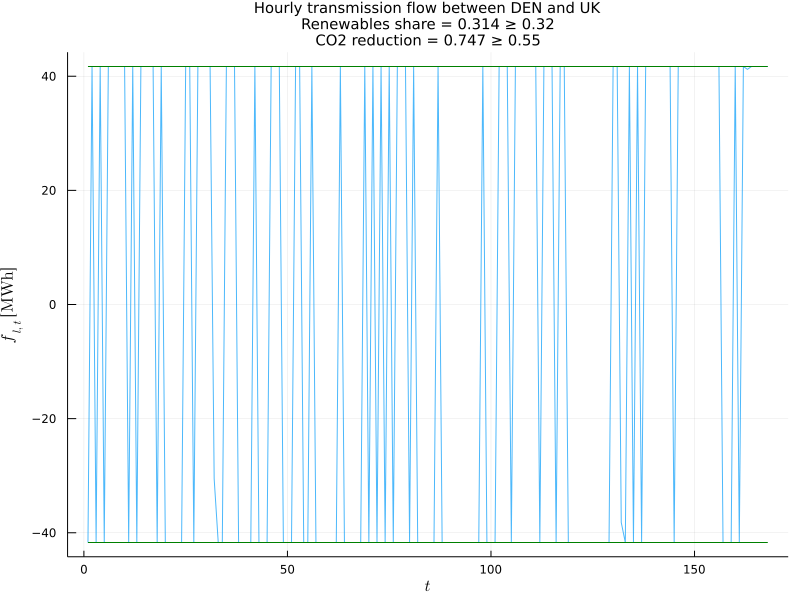 Hourly transmission flow between DEN and UK
Renewables share = 0.314 ≥ 0.32
CO2 reduction = 0.747 ≥ 0.55
40
20
0
−20
−40
f_{l,t} [MWh]
0
50
100
150
t